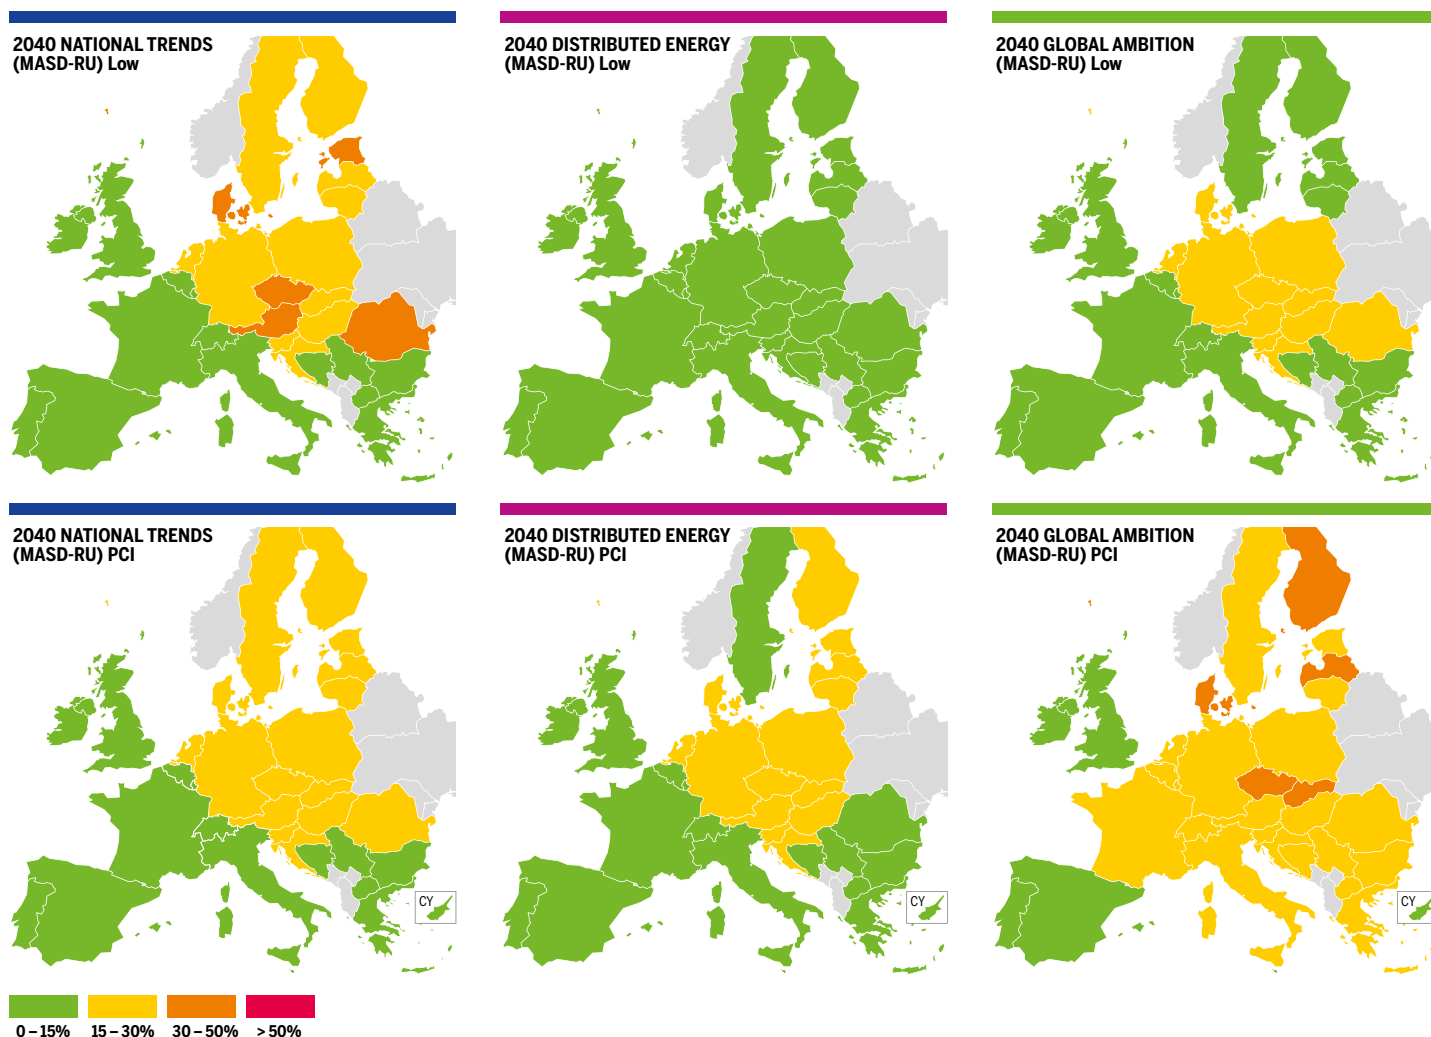 2040 NATIONAL TRENDS
(MASD-RU) Low
2040 DISTRIBUTED ENERGY
(MASD-RU) Low
2040 GLOBAL AMBITION
(MASD-RU) Low
2040 NATIONAL TRENDS
(MASD-RU) PCI
CY
2040 DISTRIBUTED ENERGY
(MASD-RU) PCI
CY
2040 GLOBAL AMBITION
(MASD-RU) PCI
CY
0 – 15%
15 – 30%
30 – 50%
> 50%